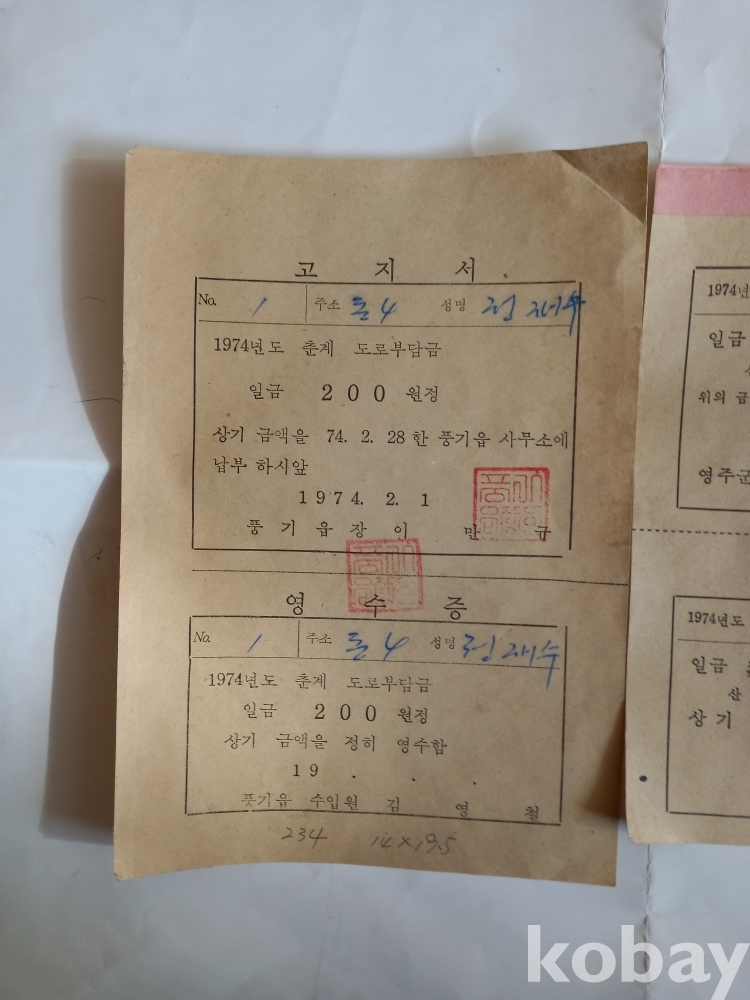 고 지 서
No. 1 주소 동4 성명 정재수
1974년도 춘계 도로부담금
일금 200 원정
상기 금액을 74. 2. 28 한 풍기읍 사무소에
납부 하시앞
1974. 2. 1
풍 기 읍 장 이 만 규
영 수 증
No. 1 주소 동4 성명 정재수
1974년도 춘계 도로부담금
일금 200 원정
상기 금액을 정히 영수함
19 . . .
풍기읍 수입원 김 영 철
234 14×19.5
1974년
일금
위의 금
영주군
1974년도
일금
산
상기
kobay